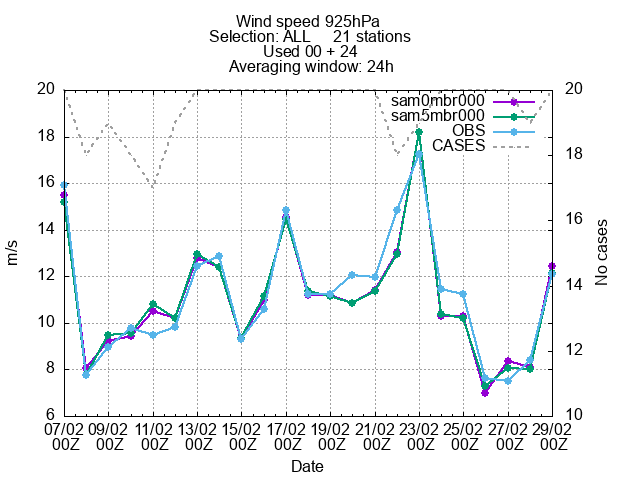 Wind speed 925hPa
Selection: ALL 21 stations
Used 00 + 24
Averaging window: 24h
sam0mbr000
sam5mbr000
OBS
CASES
20
18
16
14
12
10
8
6
m/s
20
18
16
14
12
10
No cases
07/02 09/02 11/02 13/02 15/02 17/02 19/02 21/02 23/02 25/02 27/02 29/02
00Z 00Z 00Z 00Z 00Z 00Z 00Z 00Z 00Z 00Z 00Z 00Z
Date